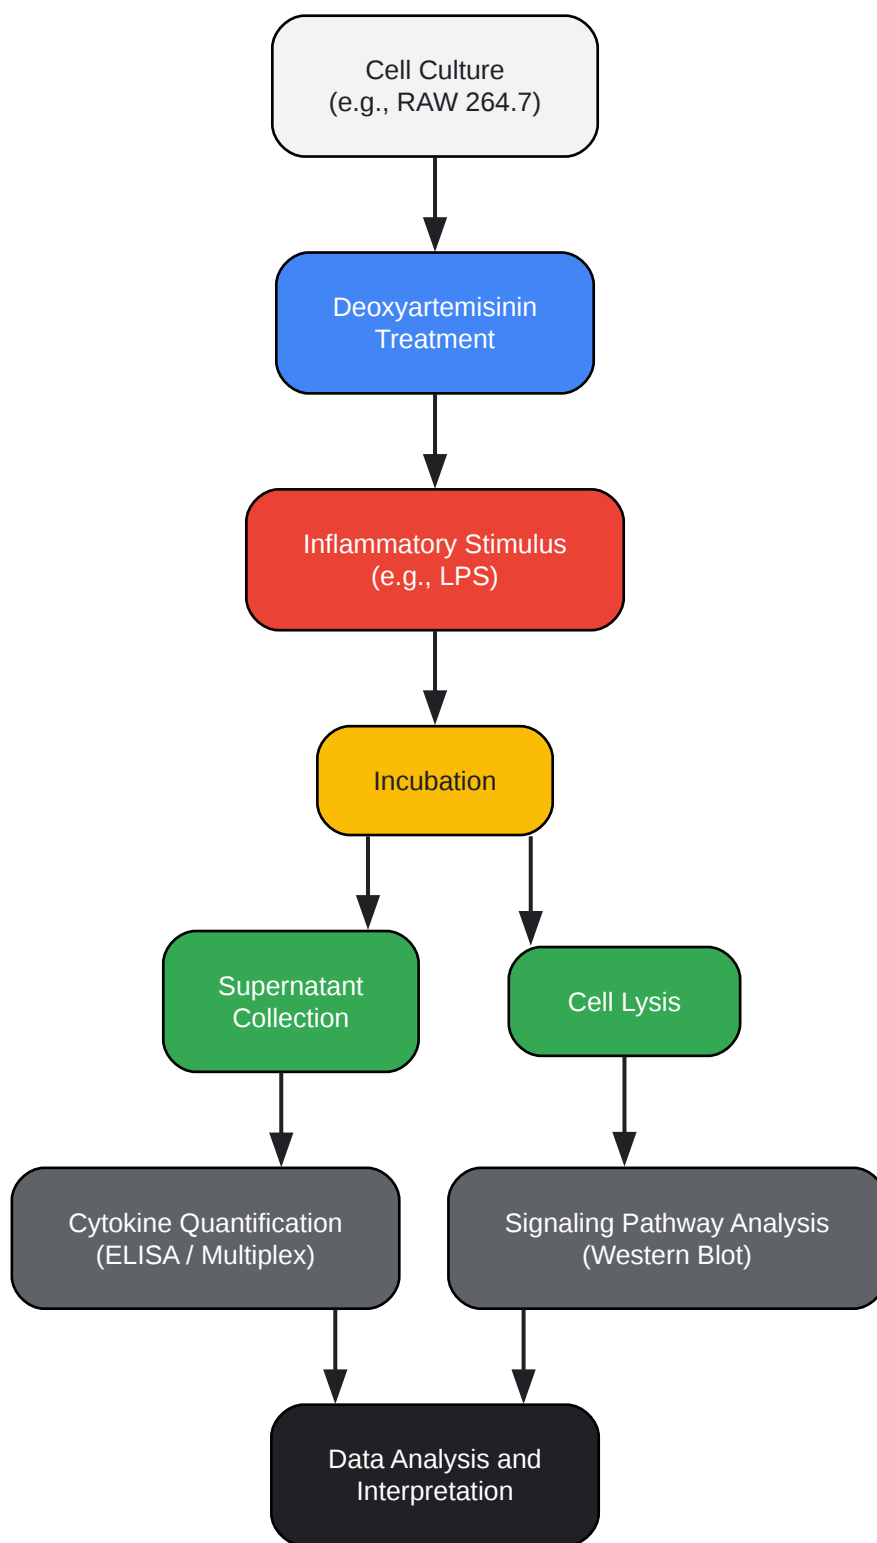 Cell Culture
(e.g., RAW 264.7)
Deoxyartemisinin
Treatment
Inflammatory Stimulus
(e.g., LPS)
Incubation
Supernatant
Collection
Cell Lysis
Cytokine Quantification
(ELISA / Multiplex)
Signaling Pathway Analysis
(Western Blot)
Data Analysis and
Interpretation